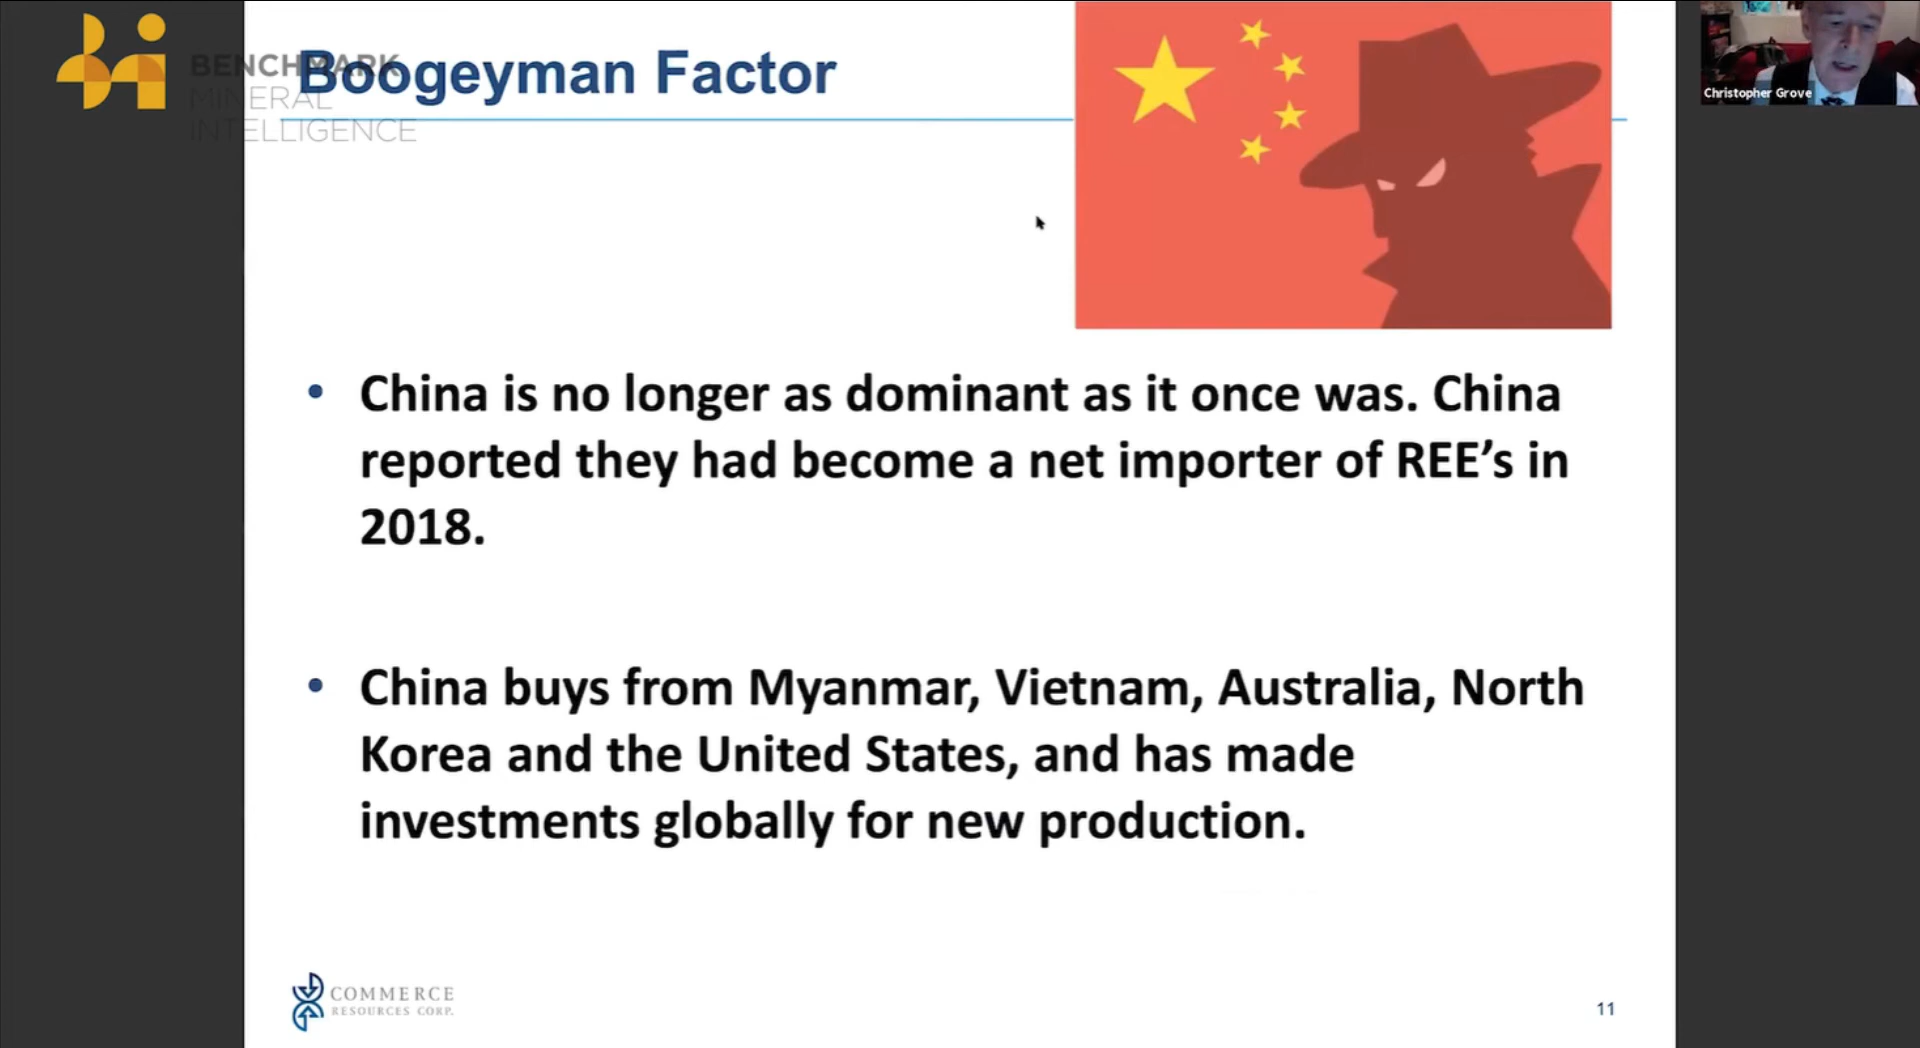 BENCHMARK
MINERAL
INTELLIGENCE
Boogeyman Factor
Christopher Grove
• China is no longer as dominant as it once was. China
reported they had become a net importer of REE’s in
2018.
• China buys from Myanmar, Vietnam, Australia, North
Korea and the United States, and has made
investments globally for new production.
COMMERCE
RESOURCES CORP.
11